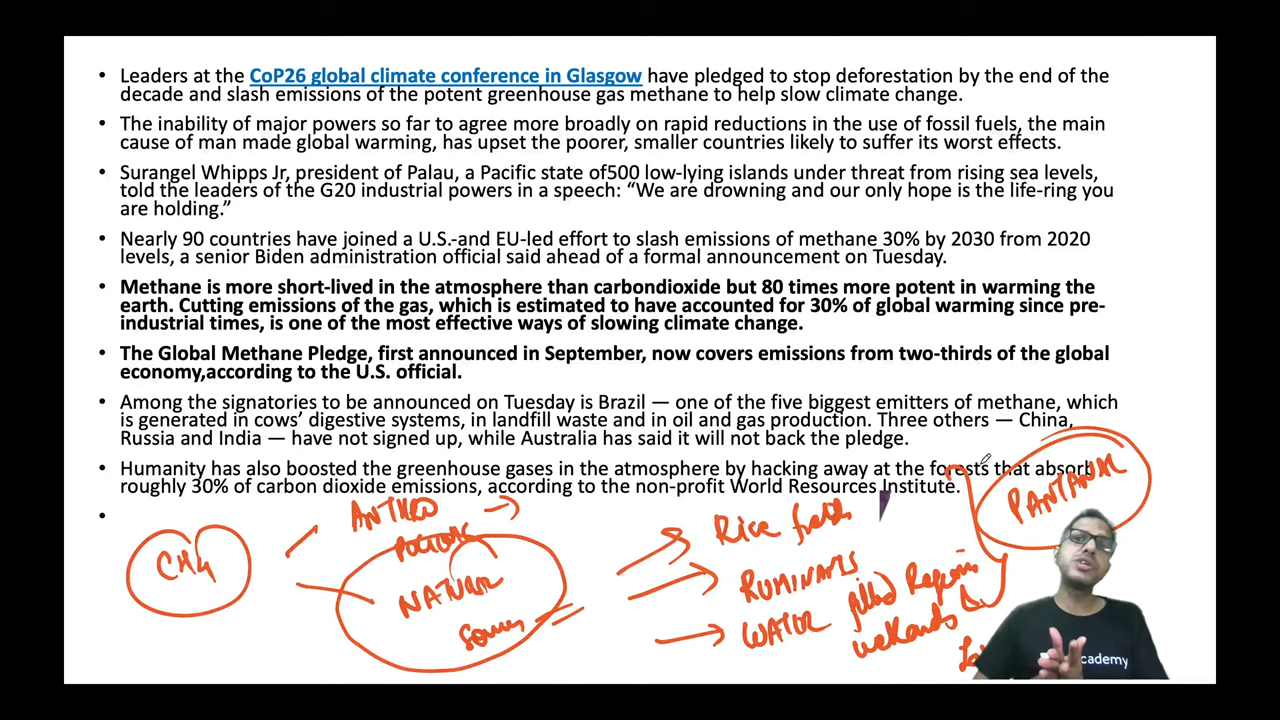 • Leaders at the CoP26 global climate conference in Glasgow have pledged to stop deforestation by the end of the
decade and slash emissions of the potent greenhouse gas methane to help slow climate change.
• The inability of major powers so far to agree more broadly on rapid reductions in the use of fossil fuels, the main
cause of man made global warming, has upset the poorer, smaller countries likely to suffer its worst effects.
• Surangel Whipps Jr, president of Palau, a Pacific state of500 low-lying islands under threat from rising sea levels,
told the leaders of the G20 industrial powers in a speech: “We are drowning and our only hope is the life-ring you
are holding.”
• Nearly 90 countries have joined a U.S.-and EU-led effort to slash emissions of methane 30% by 2030 from 2020
levels, a senior Biden administration official said ahead of a formal announcement on Tuesday.
• Methane is more short-lived in the atmosphere than carbondioxide but 80 times more potent in warming the
earth. Cutting emissions of the gas, which is estimated to have accounted for 30% of global warming since pre-
industrial times, is one of the most effective ways of slowing climate change.
• The Global Methane Pledge, first announced in September, now covers emissions from two-thirds of the global
economy,according to the U.S. official.
• Among the signatories to be announced on Tuesday is Brazil — one of the five biggest emitters of methane, which
is generated in cows’ digestive systems, in landfill waste and in oil and gas production. Three others — China,
Russia and India — have not signed up, while Australia has said it will not back the pledge.
• Humanity has also boosted the greenhouse gases in the atmosphere by hacking away at the forests that absorb
roughly 30% of carbon dioxide emissions, according to the non-profit World Resources Institute.
•
PANTANAL
CH4
ANTHRO
NATURAL
Rice fields
RUMINANTS
WATER filled Regions
wetlands
academy